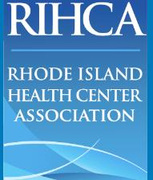 RIHCA
RHODE ISLAND
HEALTH CENTER
ASSOCIATION